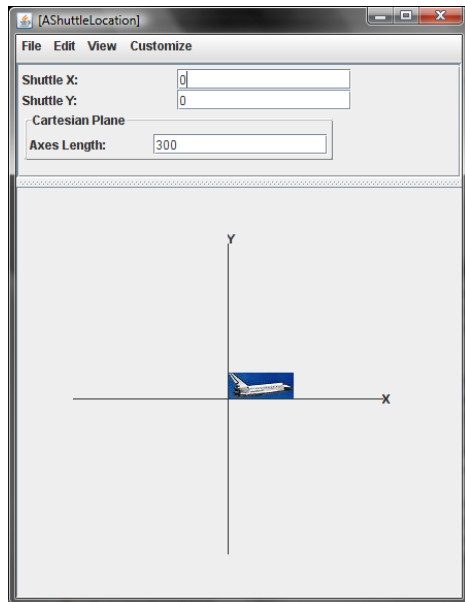 [AShuttleLocation]
File Edit View Customize
Shuttle X: 0
Shuttle Y: 0
Cartesian Plane
Axes Length: 300
Y
X